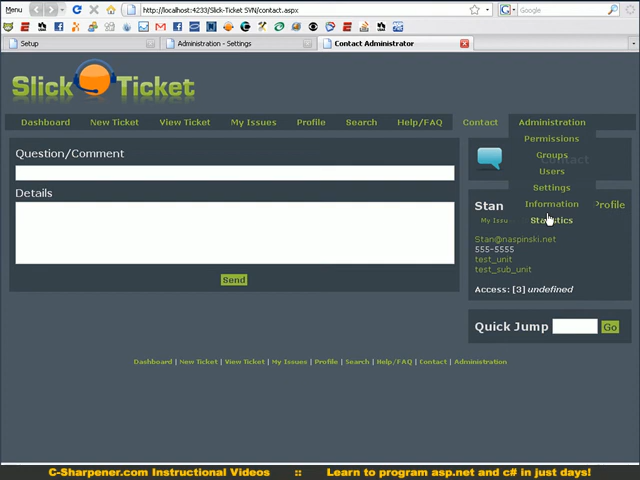 Menu
http://localhost:4233/Slick-Ticket SVN/contact.aspx
Google
Setup
Administration - Settings
Contact Administrator
Slick Ticket
Dashboard
New Ticket
View Ticket
My Issues
Profile
Search
Help/FAQ
Contact
Administration
Permissions
Groups
Users
Settings
Information
Statistics
Question/Comment
Details
Send
Contact
Stan
Profile
My Issu
Stan@naspinski.net
555-5555
test_unit
test_sub_unit
Access: [3] undefined
Quick Jump
Go
Dashboard | New Ticket | View Ticket | My Issues | Profile | Search | Help/FAQ | Contact | Administration
C-Sharpener.com Instructional Videos :: Learn to program asp.net and c# in just days!